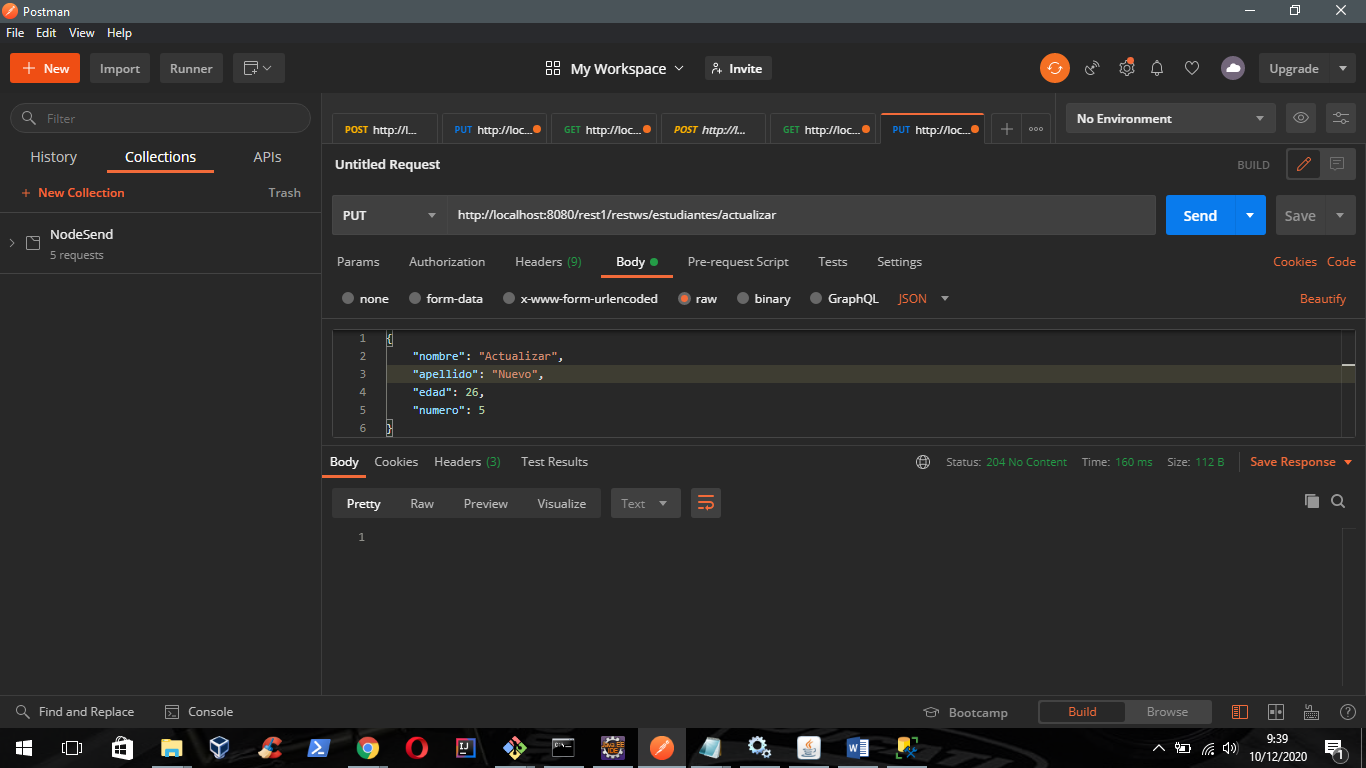 Postman
File Edit View Help
New Import Runner My Workspace Invite Upgrade
Filter
History Collections APIs
New Collection Trash
NodeSend
5 requests
POST http://l... PUT http://loc... GET http://loc... POST http://l... GET http://loc... PUT http://loc... No Environment
Untitled Request BUILD
PUT http://localhost:8080/rest1/restws/estudiantes/actualizar Send Save
Params Authorization Headers (9) Body Pre-request Script Tests Settings Cookies Code
none form-data x-www-form-urlencoded raw binary GraphQL JSON Beautify
1 {
2 "nombre": "Actualizar",
3 "apellido": "Nuevo",
4 "edad": 26,
5 "numero": 5
6 }
Body Cookies Headers (3) Test Results Status: 204 No Content Time: 160 ms Size: 112 B Save Response
Pretty Raw Preview Visualize Text
1
Find and Replace Console Bootcamp Build Browse
9:39
10/12/2020
1